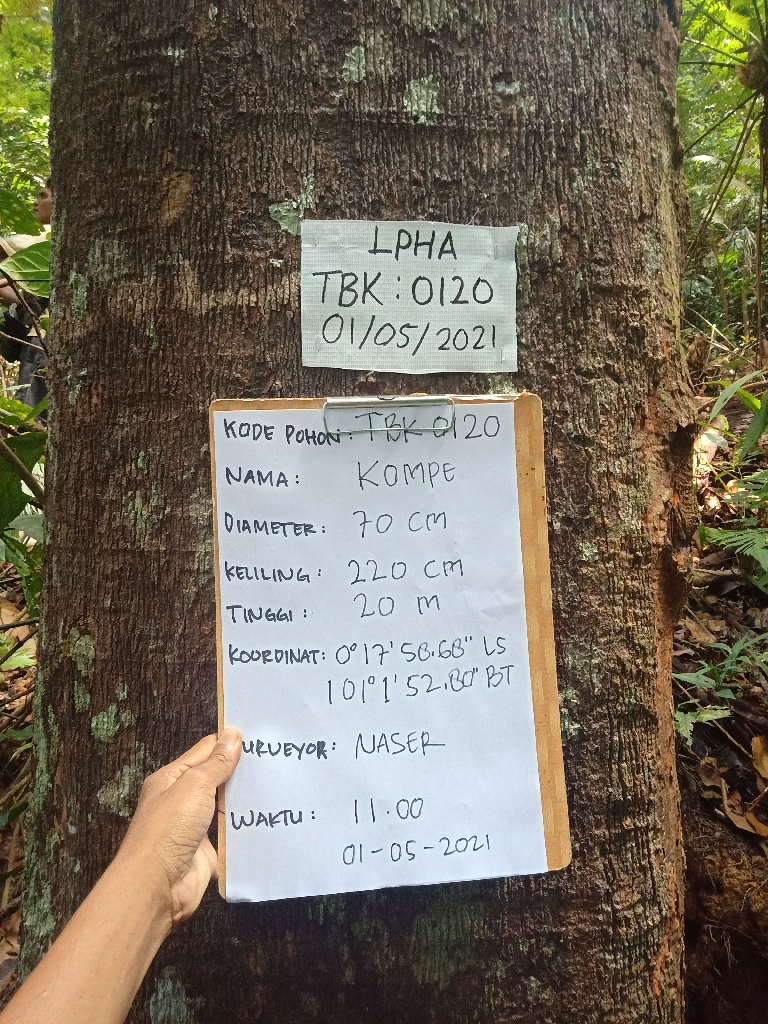 LPHA
TBK : 0120
01/05/2021
KODE POHON : TBK 0120
NAMA : KOMPE
DIAMETER : 70 CM
KELILING : 220 CM
TINGGI : 20 M
KOORDINAT : 0° 17' 58.68" LS
101° 1' 52.80" BT
URVEYOR : NASER
WAKTU : 11.00
01-05-2021